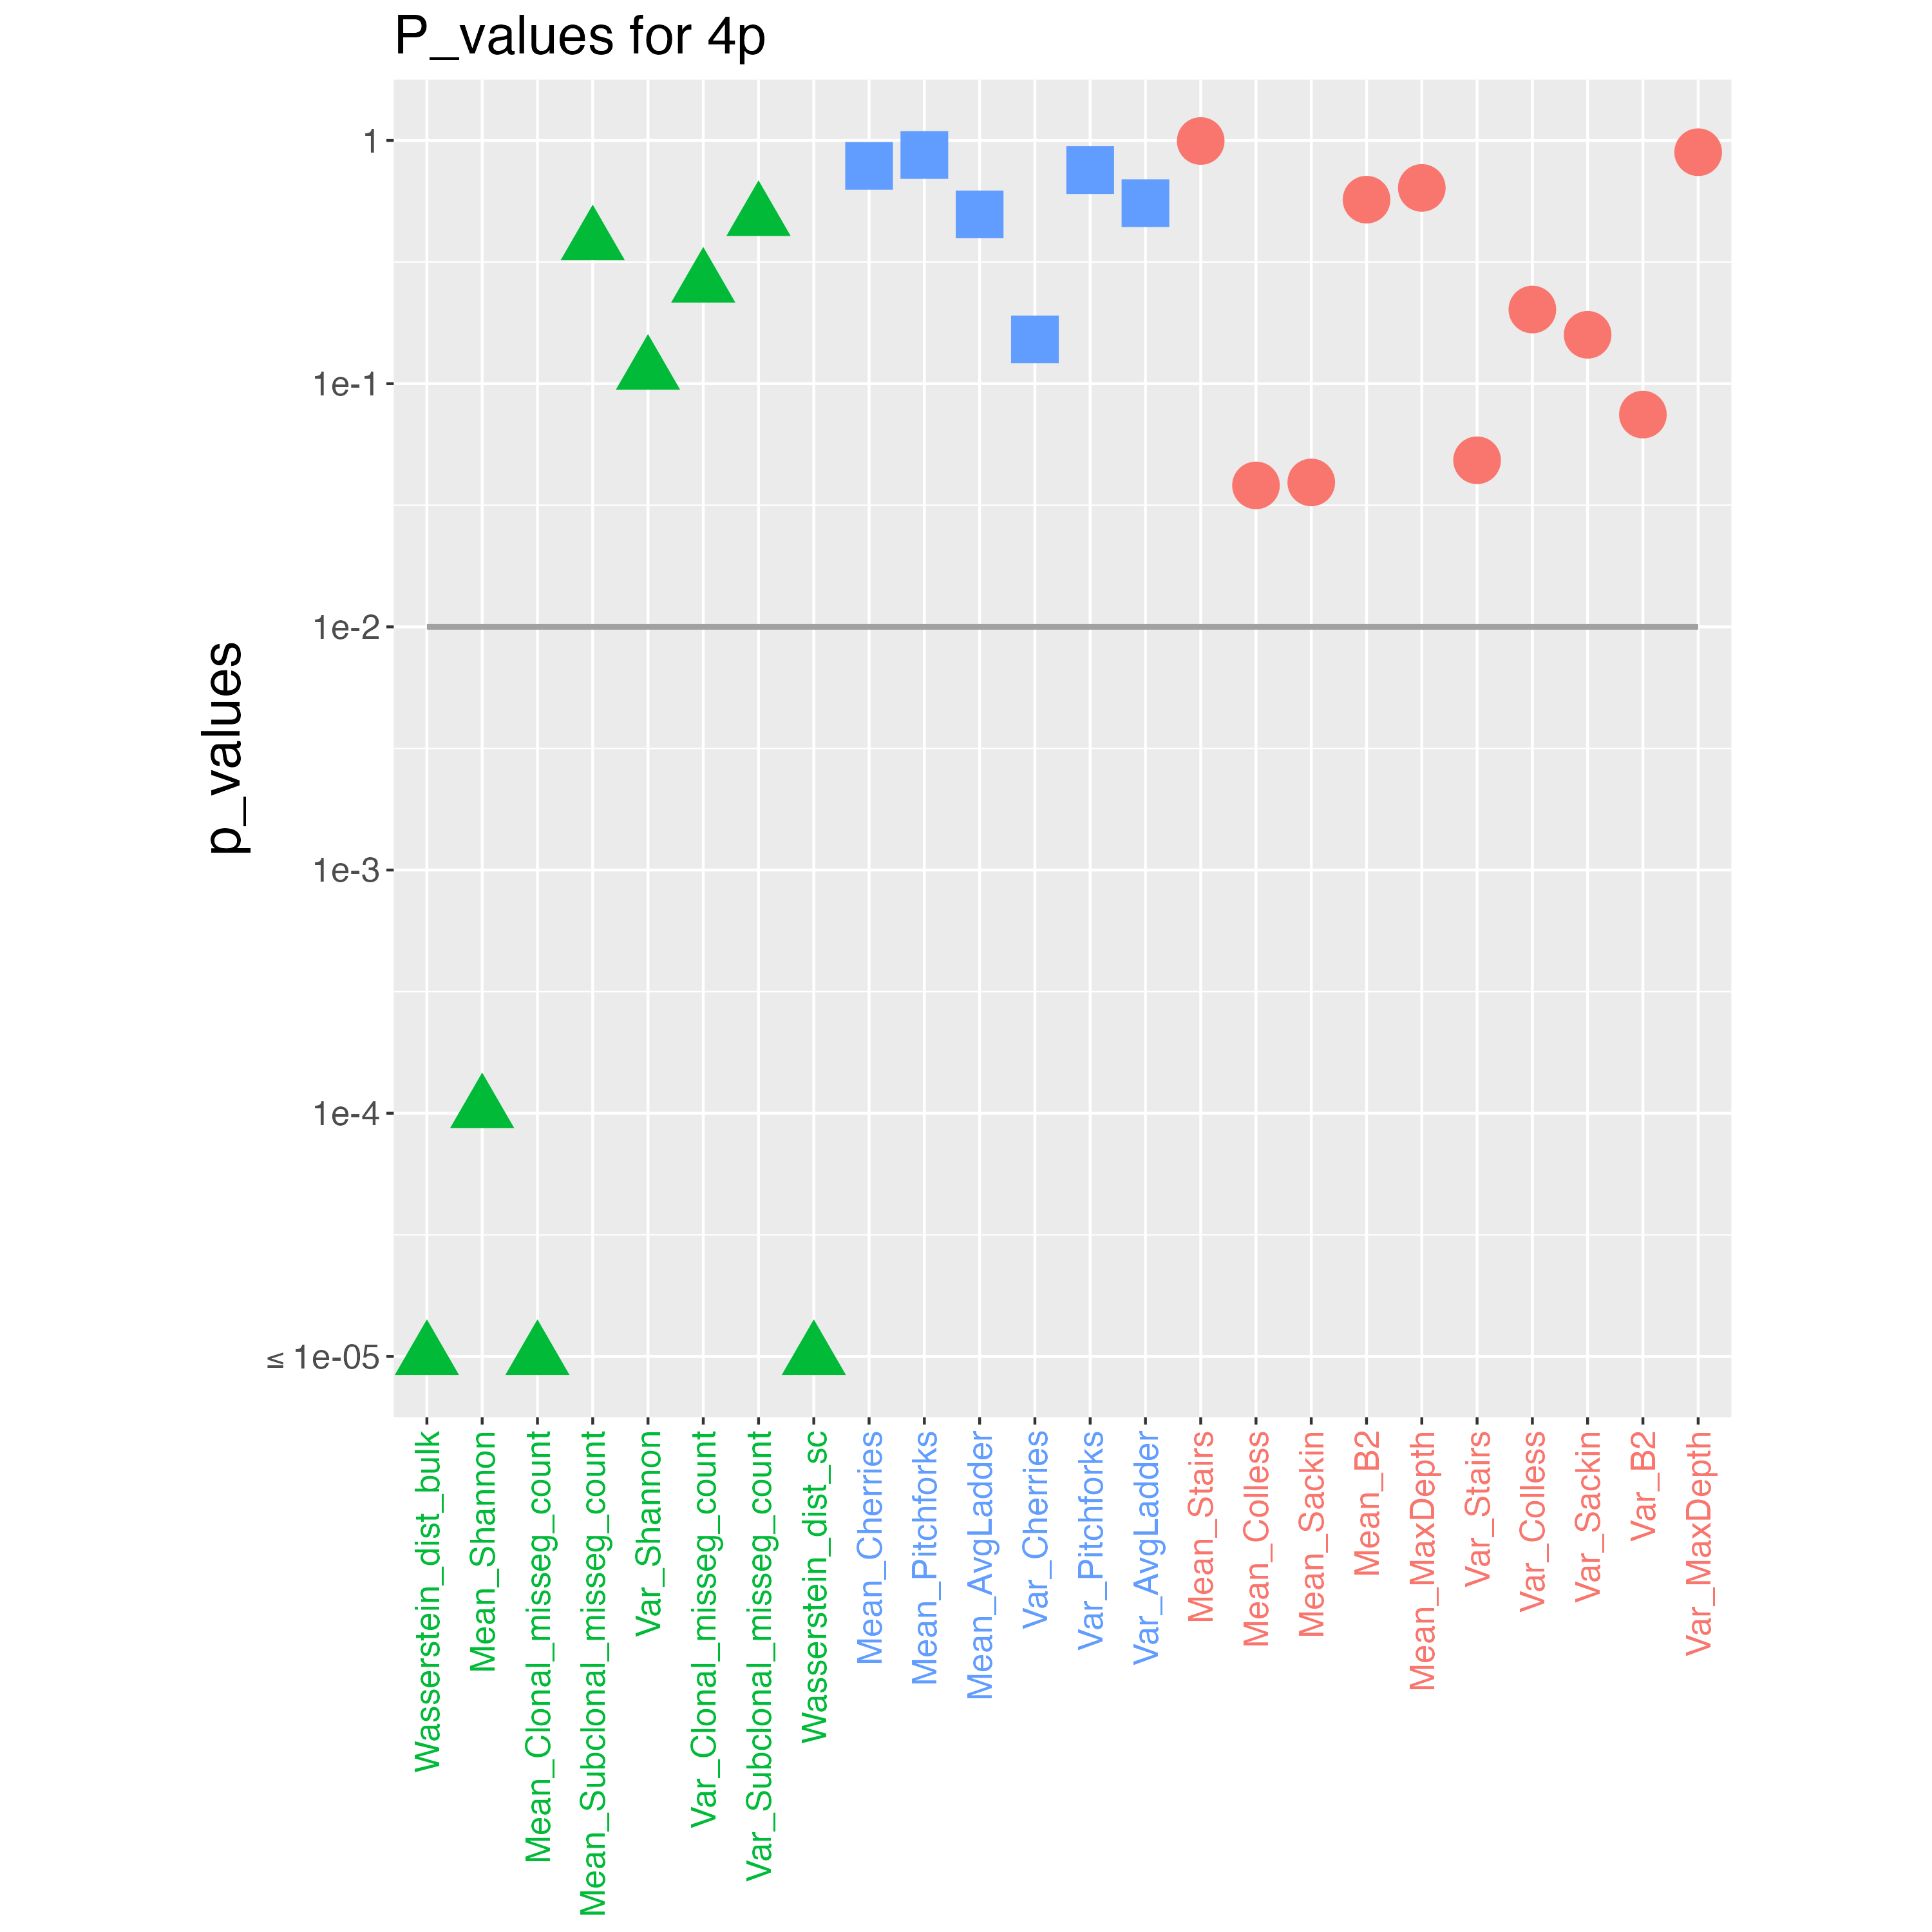 P_values for 4p
p_values
1
1e-1
1e-2
1e-3
1e-4
≤ 1e-05
Wasserstein_dist_bulk
Mean_Shannon
Mean_Clonal_misseg_count
Mean_Subclonal_misseg_count
Var_Shannon
Var_Clonal_misseg_count
Var_Subclonal_misseg_count
Wasserstein_dist_sc
Mean_Cherries
Mean_Pitchforks
Mean_AvgLadder
Var_Cherries
Var_Pitchforks
Var_AvgLadder
Mean_Stairs
Mean_Colless
Mean_Sackin
Mean_B2
Mean_MaxDepth
Var_Stairs
Var_Colless
Var_Sackin
Var_B2
Var_MaxDepth